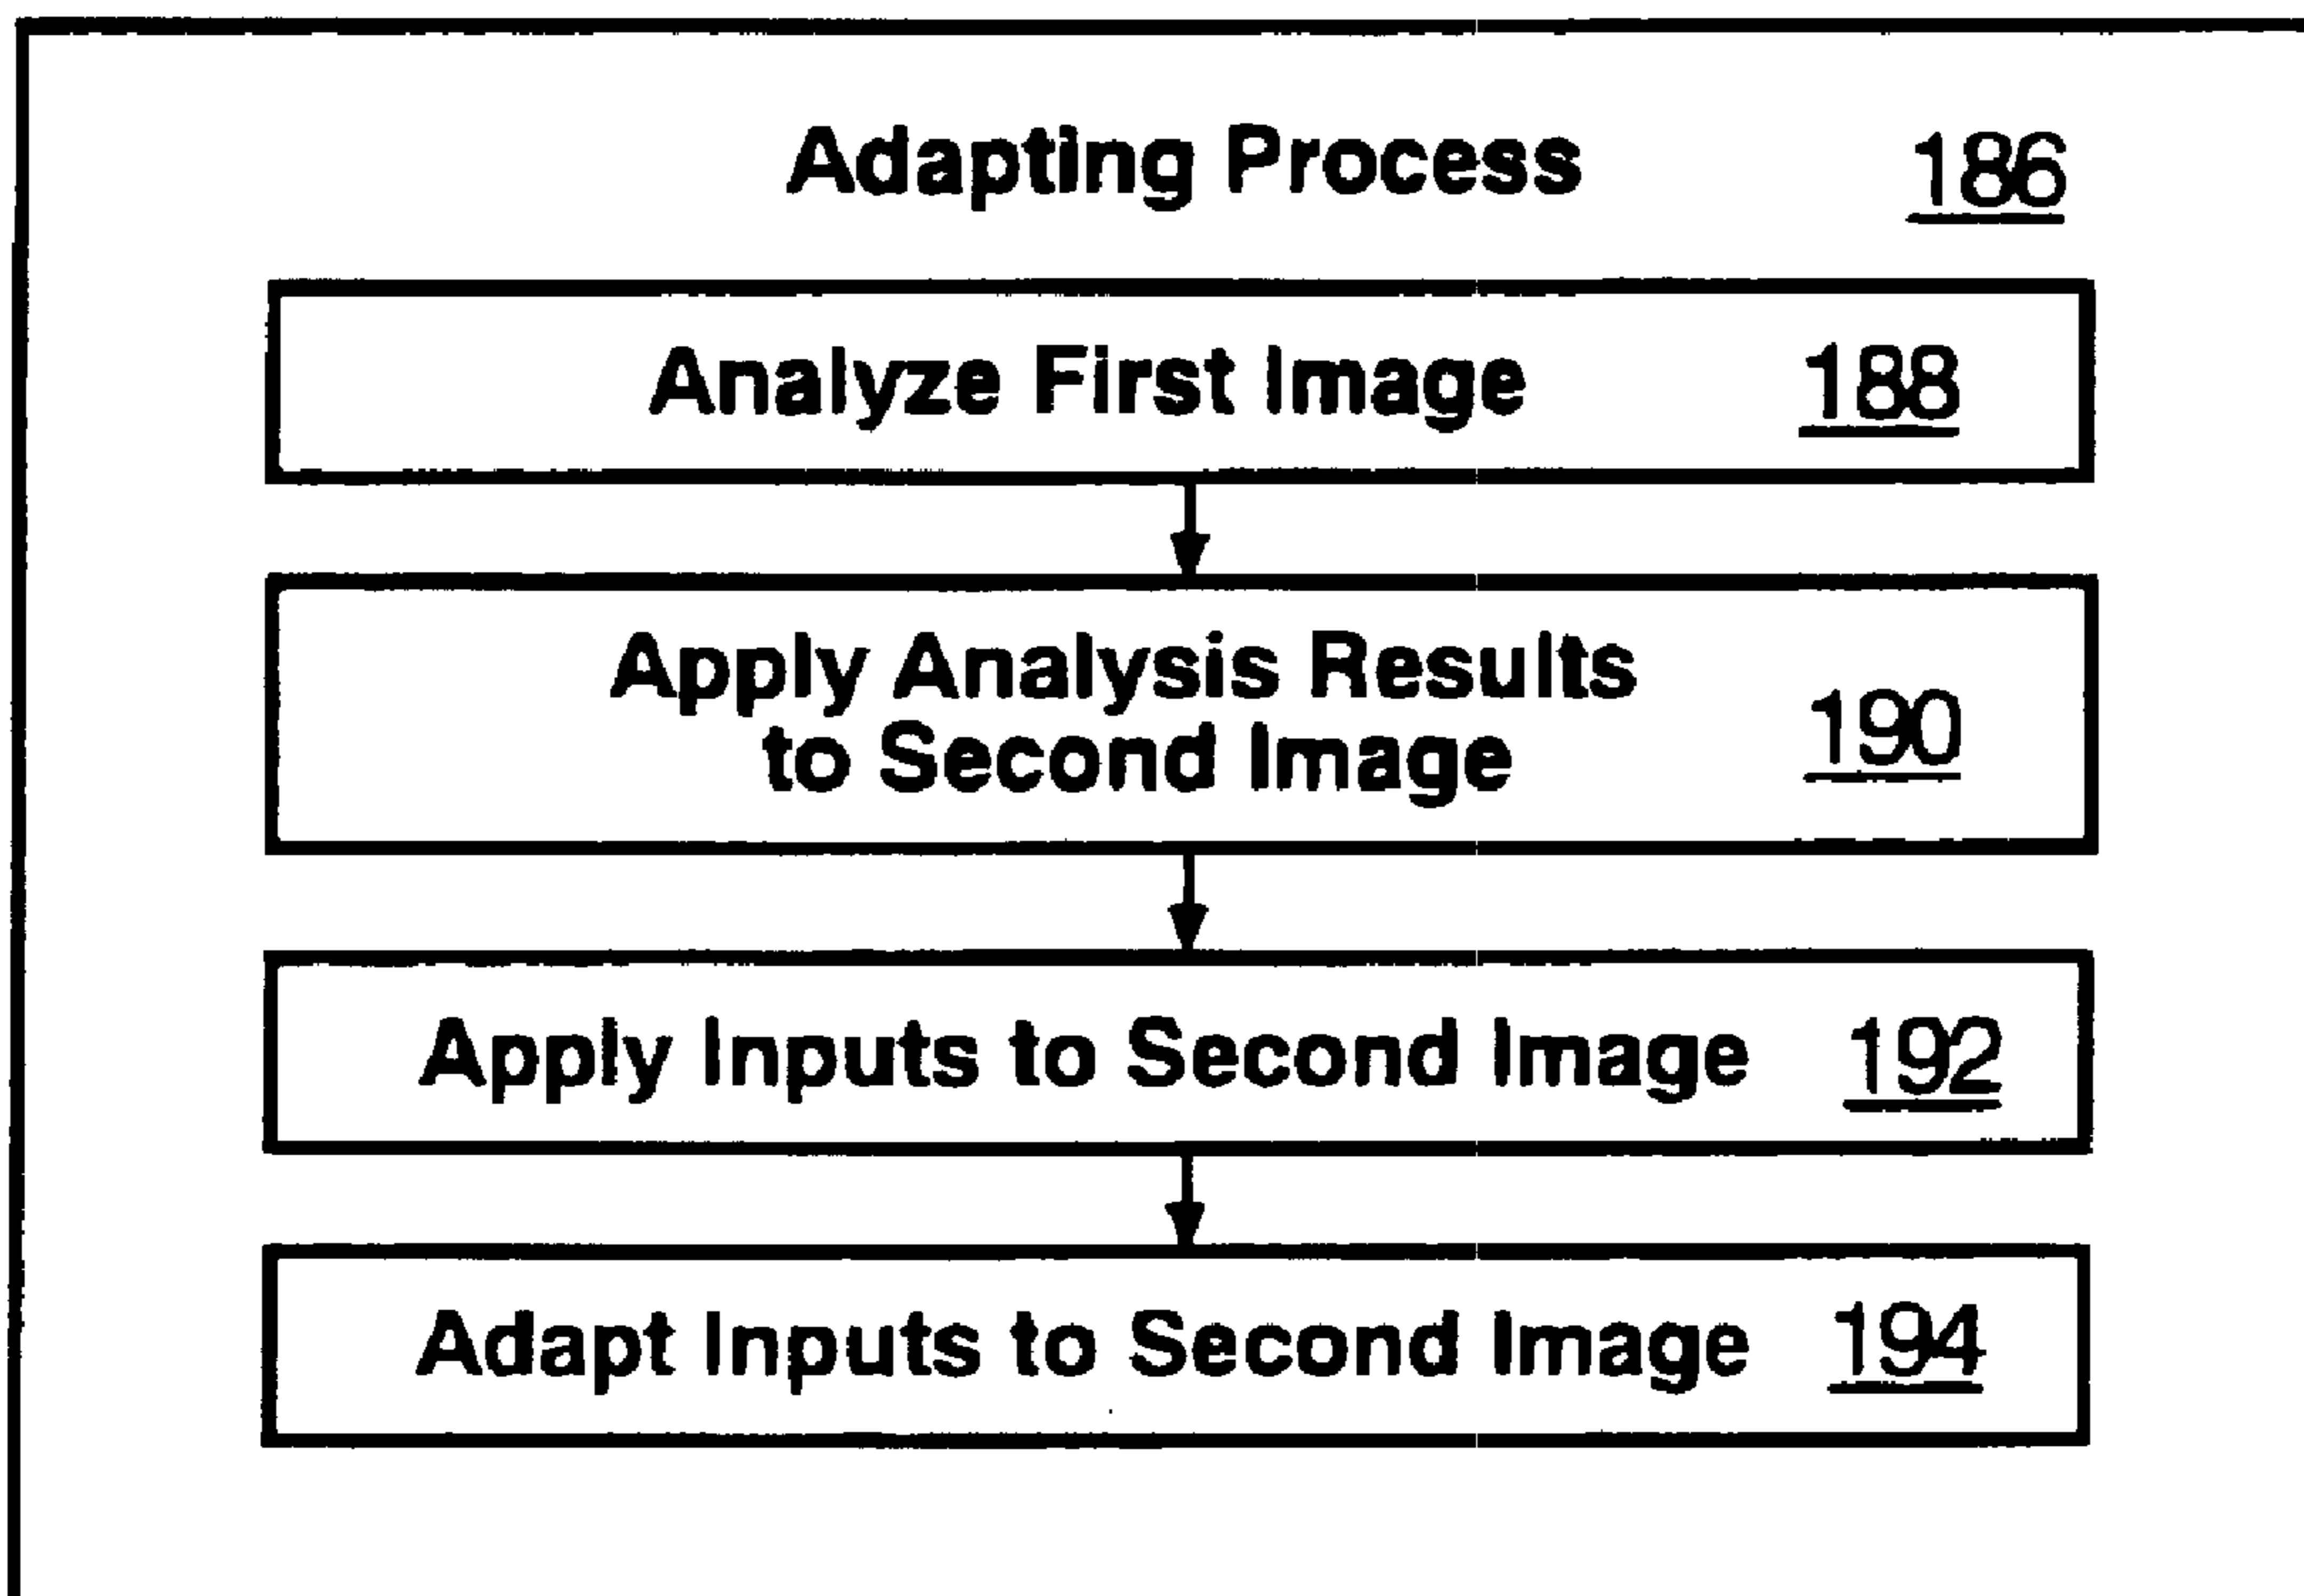 Adapting Process 186
Analyze First Image 188
Apply Analysis Results
to Second Image 190
Apply Inputs to Second Image 192
Adapt Inputs to Second Image 194